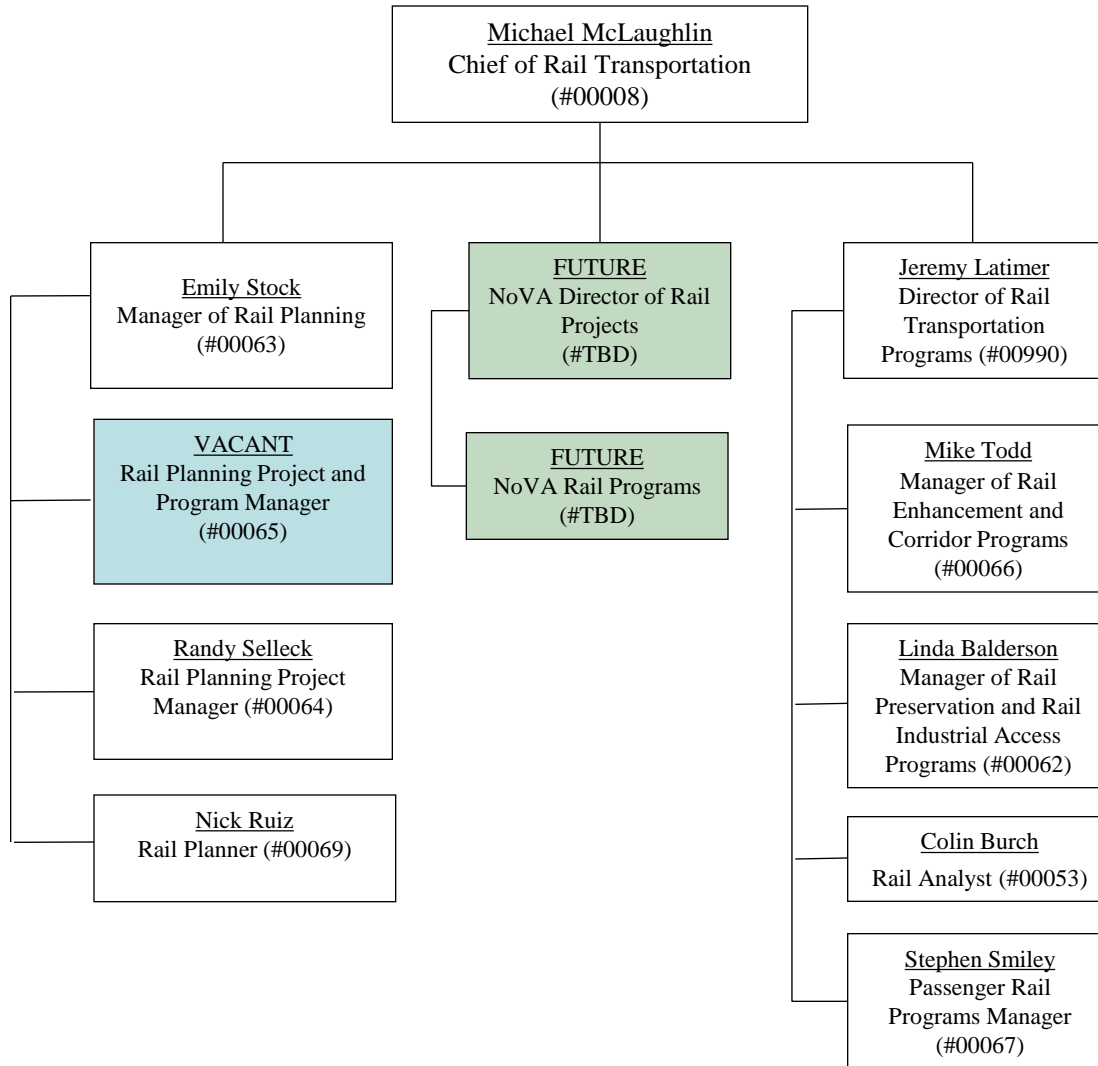 Michael McLaughlin
Chief of Rail Transportation
(#00008)
Emily Stock
Manager of Rail Planning
(#00063)
VACANT
Rail Planning Project and
Program Manager
(#00065)
Randy Selleck
Rail Planning Project
Manager (#00064)
Nick Ruiz
Rail Planner (#00069)
FUTURE
NoVA Director of Rail
Projects
(#TBD)
FUTURE
NoVA Rail Programs
(#TBD)
Jeremy Latimer
Director of Rail
Transportation
Programs (#00990)
Mike Todd
Manager of Rail
Enhancement and
Corridor Programs
(#00066)
Linda Balderson
Manager of Rail
Preservation and Rail
Industrial Access
Programs (#00062)
Colin Burch
Rail Analyst (#00053)
Stephen Smiley
Passenger Rail
Programs Manager
(#00067)